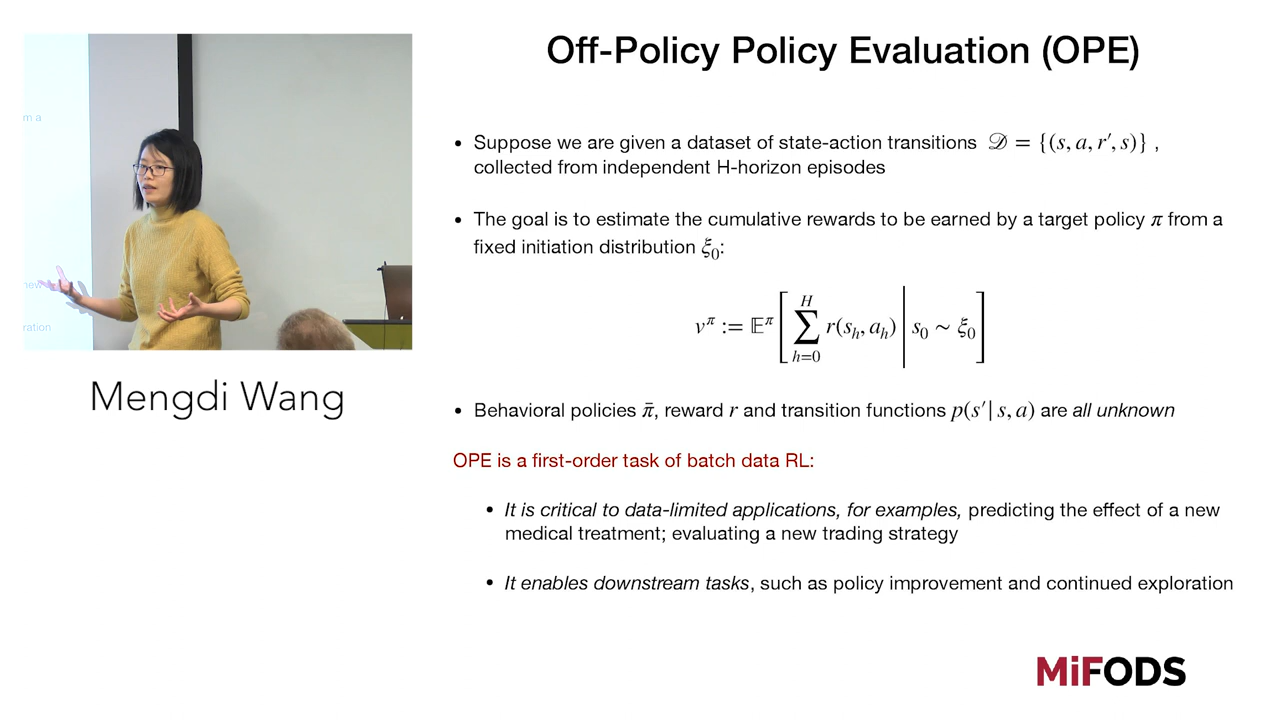 Off-Policy Policy Evaluation (OPE)
m a
new
ration
Mengdi Wang
• Suppose we are given a dataset of state-action transitions 𝒟 = {(s, a, r′, s)} ,
collected from independent H-horizon episodes
• The goal is to estimate the cumulative rewards to be earned by a target policy π from a
fixed initiation distribution ξ₀:
v^π := 𝔼^π [ ∑_{h=0}^{H} r(s_h, a_h) | s₀ ∼ ξ₀ ]
• Behavioral policies π̄, reward r and transition functions p(s′| s, a) are all unknown
OPE is a first-order task of batch data RL:
• It is critical to data-limited applications, for examples, predicting the effect of a new
medical treatment; evaluating a new trading strategy
• It enables downstream tasks, such as policy improvement and continued exploration
MiFODS